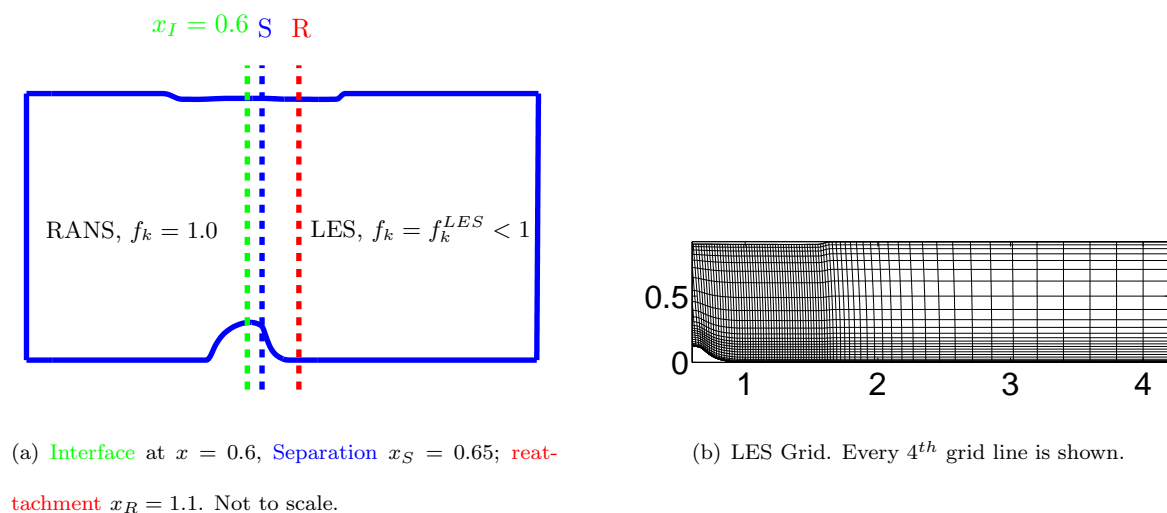 x_I = 0.6 S R
RANS, f_k = 1.0
LES, f_k = f_k^{LES} < 1
0.5
0
1 2 3 4
(a) Interface at x = 0.6, Separation x_S = 0.65; reat-
tachment x_R = 1.1. Not to scale.
(b) LES Grid. Every 4^{th} grid line is shown.